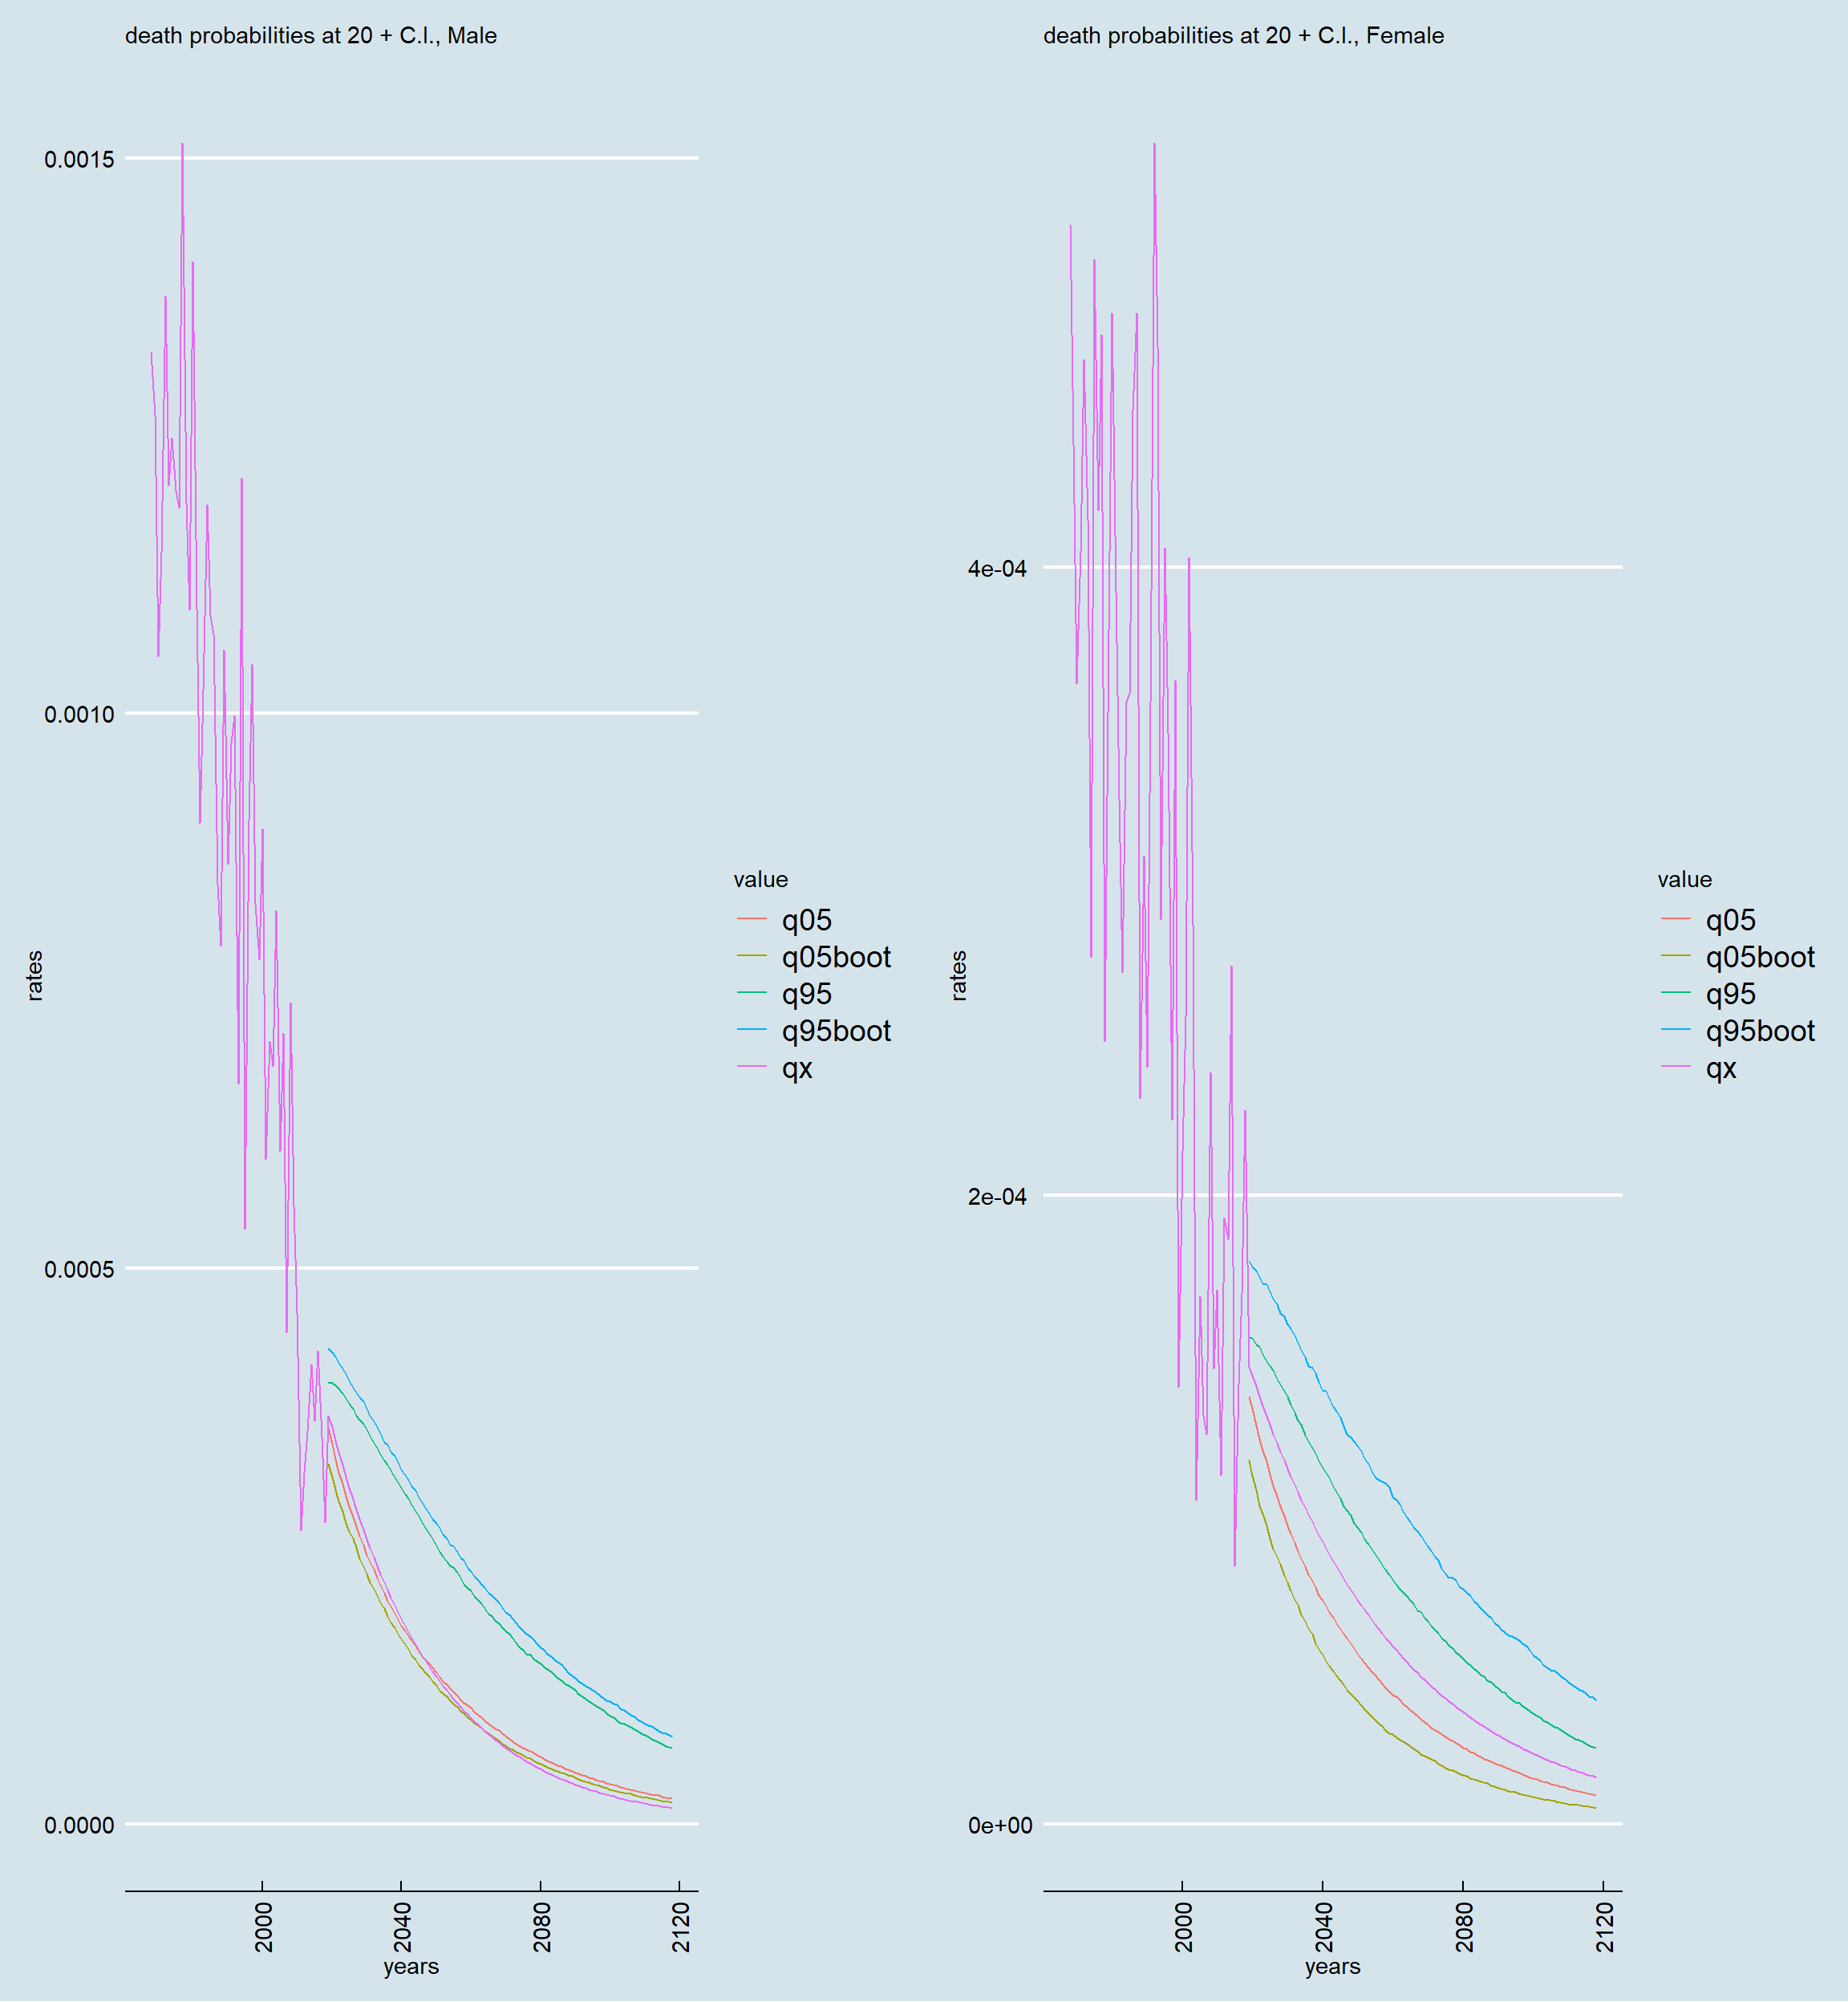 death probabilities at 20 + C.I., Male
0.0015
0.0010
0.0005
0.0000
rates
2000
2040
2080
2120
years
value
q05
q05boot
q95
q95boot
qx
death probabilities at 20 + C.I., Female
4e-04
2e-04
0e+00
rates
2000
2040
2080
2120
years
value
q05
q05boot
q95
q95boot
qx